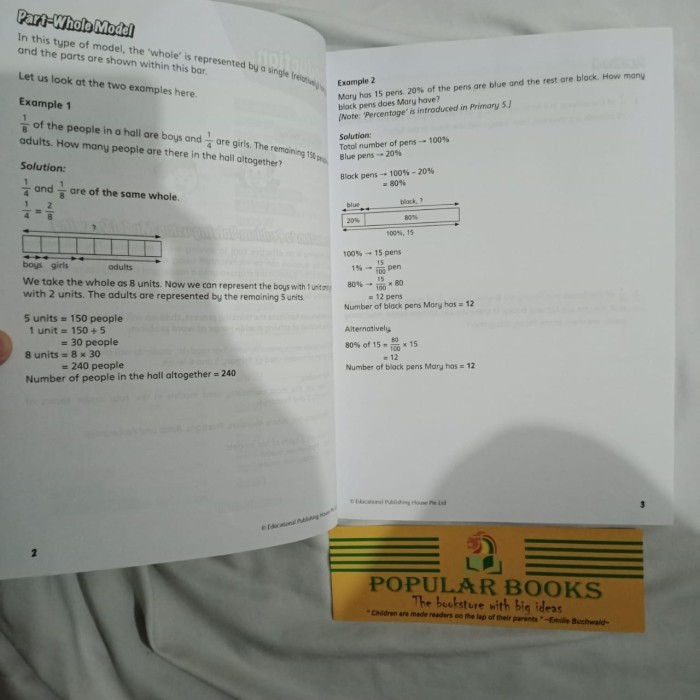 Part-Whole Model
In this type of model, the 'whole' is represented by a single (relatively
and the parts are shown within this bar.
Let us look at the two examples here.
Example 1
1/8 of the people in a hall are boys and 1/4 are girls. The remaining 150
adults. How many people are there in the hall altogether?
Solution:
1/4 and 1/8 are of the same whole.
1/4 = 2/8
?
boys girls adults
We take the whole as 8 units. Now we can represent the boys with 1 unit
with 2 units. The adults are represented by the remaining 5 units.
5 units = 150 people
1 unit = 150 ÷ 5
= 30 people
8 units = 8 × 30
= 240 people
Number of people in the hall altogether = 240
© Educational Publishing House
2
Example 2
Mary has 15 pens. 20% of the pens are blue and the rest are black. How many
black pens does Mary have?
[Note: 'Percentage' is introduced in Primary 5.]
Solution:
Total number of pens → 100%
Blue pens → 20%
Black pens → 100% – 20%
= 80%
blue black, ?
20% 80%
100%, 15
100% → 15 pens
1% → 15/100 pen
80% → 15/100 × 80
= 12 pens
Number of black pens Mary has = 12
Alternatively,
80% of 15 = 80/100 × 15
= 12
Number of black pens Mary has = 12
© Educational Publishing House Pte Ltd
POPULAR BOOKS
The bookstore with big ideas
"Children are made readers on the lap of their parents" ~Emilie Buchwald~